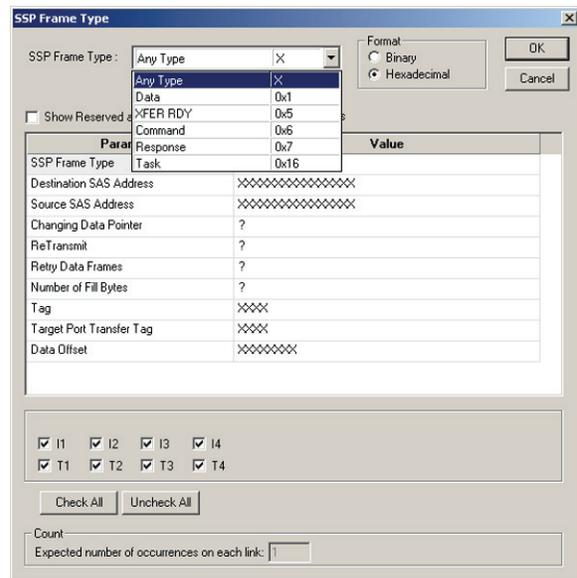 SSP Frame Type
SSP Frame Type : Any Type X
Format
Binary
Hexadecimal
OK
Cancel
Any Type X
Data 0x1
XFER RDY 0x5
Command 0x6
Response 0x7
Task 0x16
Show Reserved
Value
SSP Frame Type
Destination SAS Address XXXXXXXXXXXXXXXX
Source SAS Address XXXXXXXXXXXXXXXX
Changing Data Pointer ?
ReTransmit ?
Retry Data Frames ?
Number of Fill Bytes ?
Tag XXXX
Target Port Transfer Tag XXXX
Data Offset XXXXXXXX
I1 I2 I3 I4
T1 T2 T3 T4
Check All Uncheck All
Count
Expected number of occurrences on each link: 1